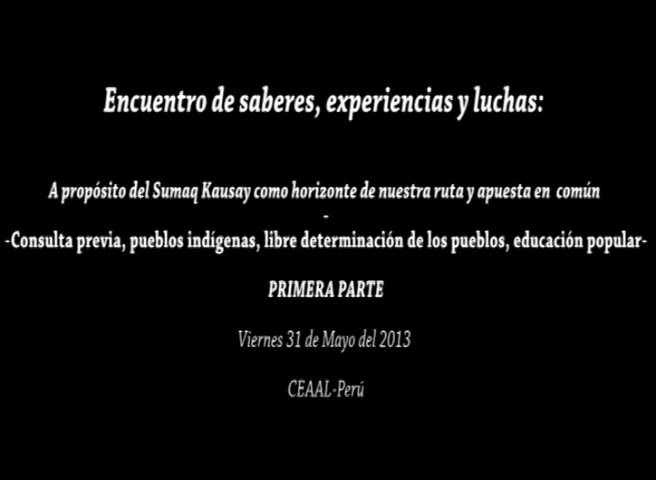 Encuentro de saberes, experiencias y luchas:
A propósito del Sumaq Kausay como horizonte de nuestra ruta y apuesta en común
-
-Consulta previa, pueblos indígenas, libre determinación de los pueblos, educación popular-
PRIMERA PARTE
Viernes 31 de Mayo del 2013
CEAAL-Perú